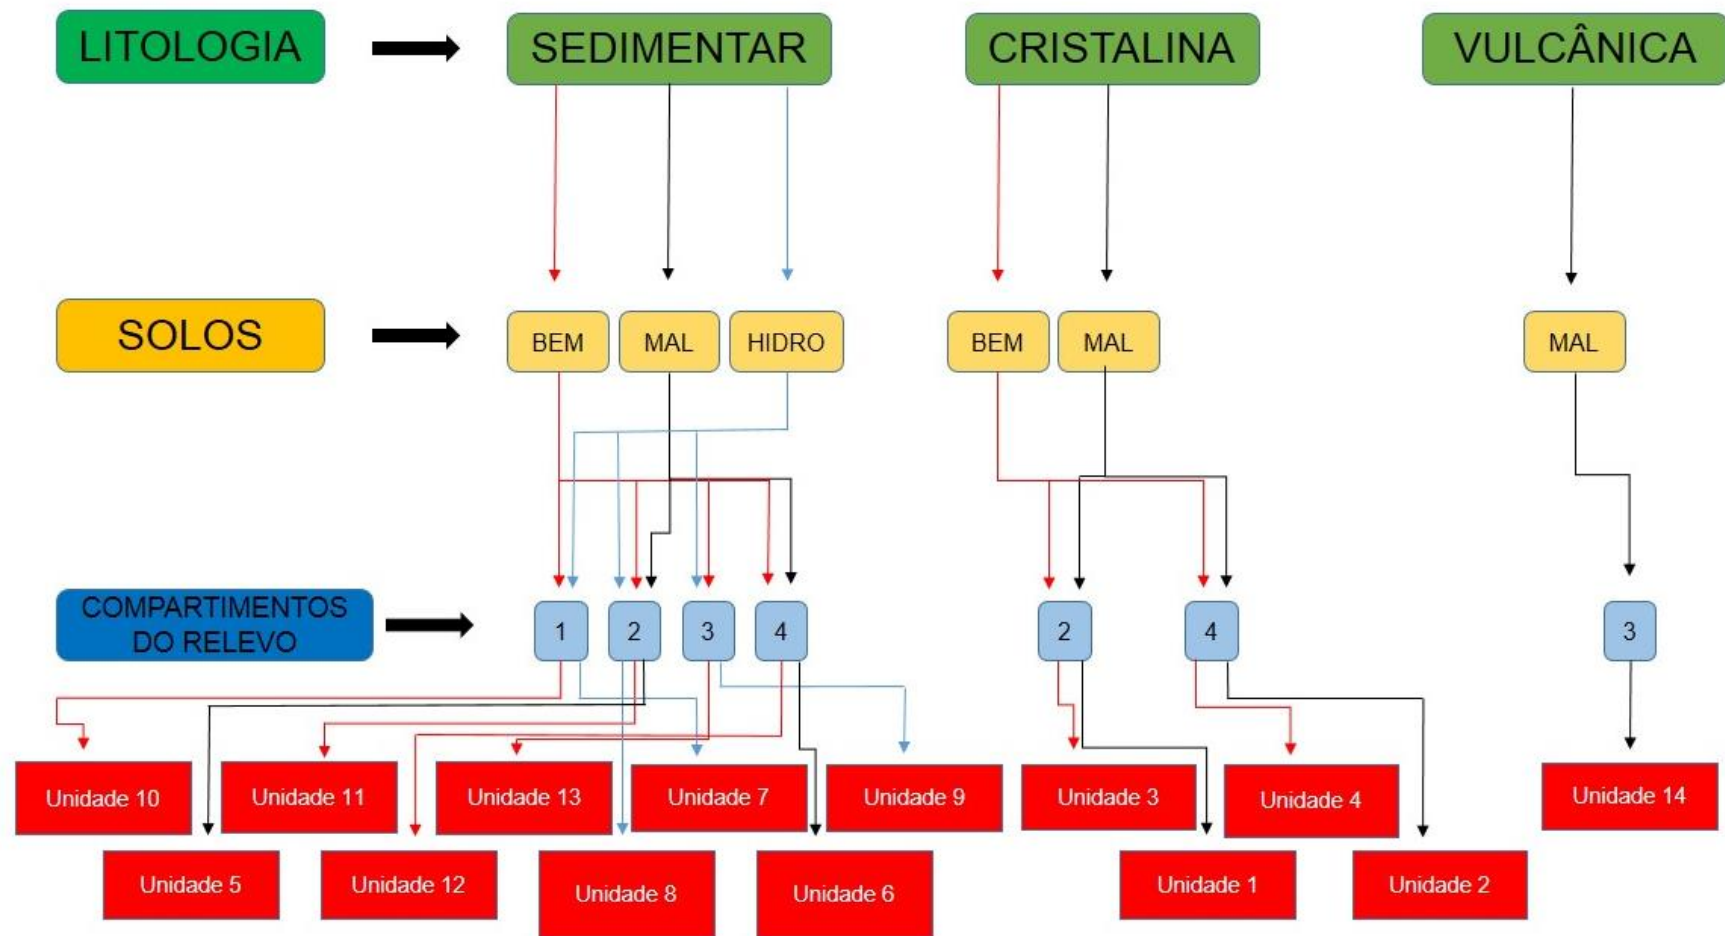 LITOLOGIA
SEDIMENTAR
CRISTALINA
VULCÂNICA
SOLOS
BEM
MAL
HIDRO
BEM
MAL
MAL
COMPARTIMENTOS
DO RELEVO
1
2
3
4
2
4
3
Unidade 10
Unidade 11
Unidade 13
Unidade 7
Unidade 9
Unidade 3
Unidade 4
Unidade 14
Unidade 5
Unidade 12
Unidade 8
Unidade 6
Unidade 1
Unidade 2